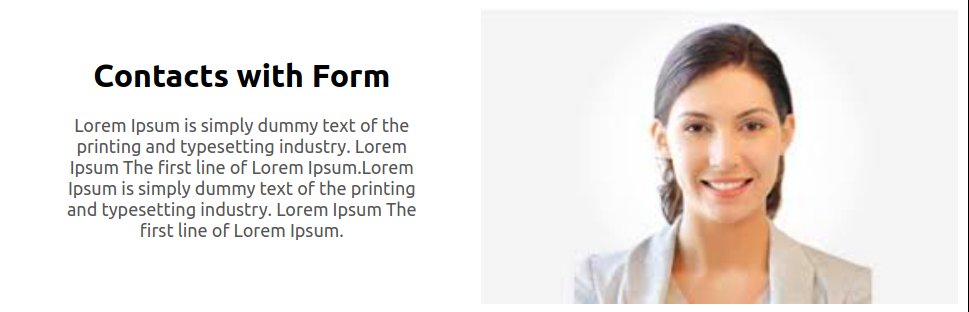 Contacts with Form
Lorem Ipsum is simply dummy text of the
printing and typesetting industry. Lorem
Ipsum The first line of Lorem Ipsum.Lorem
Ipsum is simply dummy text of the printing
and typesetting industry. Lorem Ipsum The
first line of Lorem Ipsum.